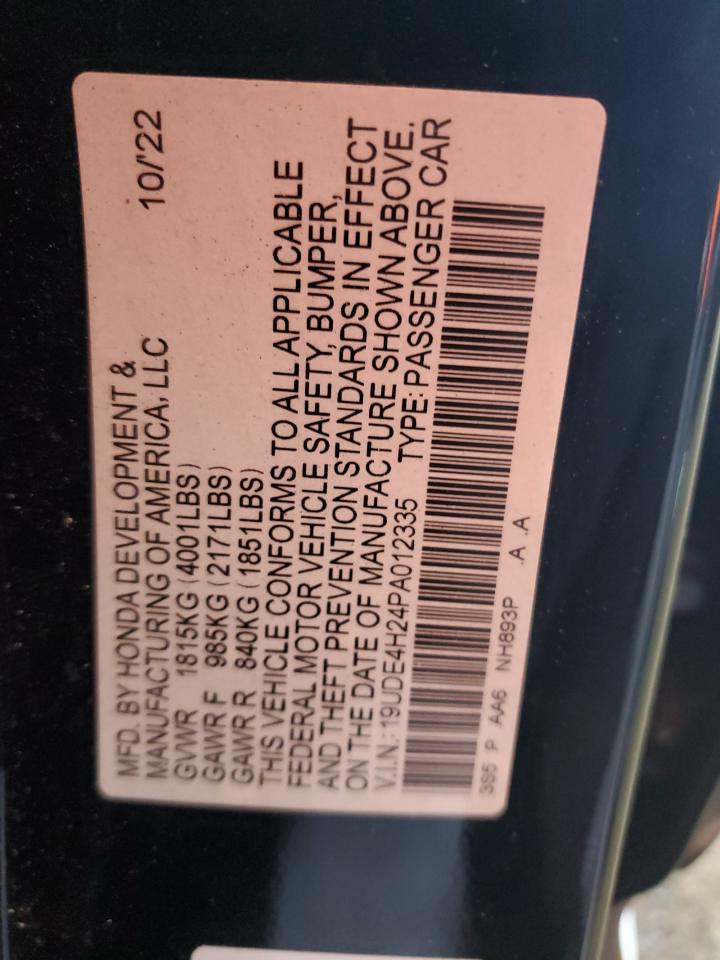 MFD. BY HONDA DEVELOPMENT & 10/'22
MANUFACTURING OF AMERICA, LLC
GVWR 1815KG (4001LBS)
GAWR F 985KG (2171LBS)
GAWR R 840KG (1851LBS)
THIS VEHICLE CONFORMS TO ALL APPLICABLE
FEDERAL MOTOR VEHICLE SAFETY, BUMPER,
AND THEFT PREVENTION STANDARDS IN EFFECT
ON THE DATE OF MANUFACTURE SHOWN ABOVE.
V.I.N.: 19UDE4H24PA012335 TYPE: PASSENGER CAR
3S5 P AA6 NH893P .A .A